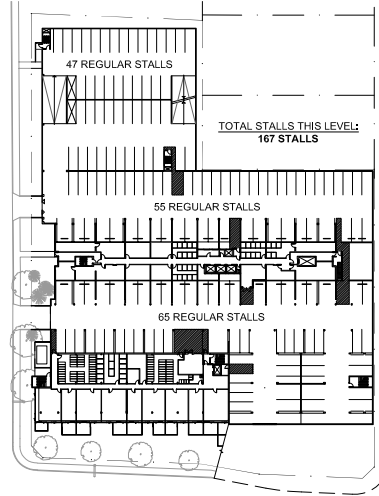 47 REGULAR STALLS
TOTAL STALLS THIS LEVEL:
167 STALLS
55 REGULAR STALLS
65 REGULAR STALLS